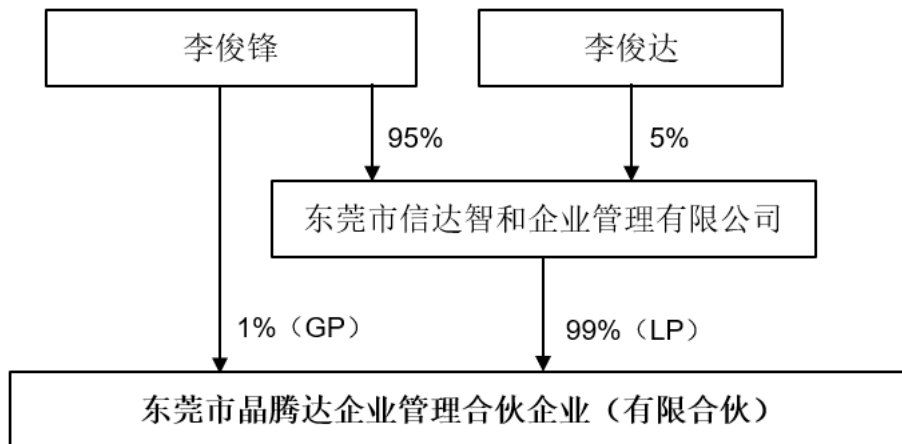 李俊锋
李俊达
95%
5%
东莞市信达智和企业管理有限公司
1%（GP）
99%（LP）
东莞市晶腾达企业管理合伙企业（有限合伙）